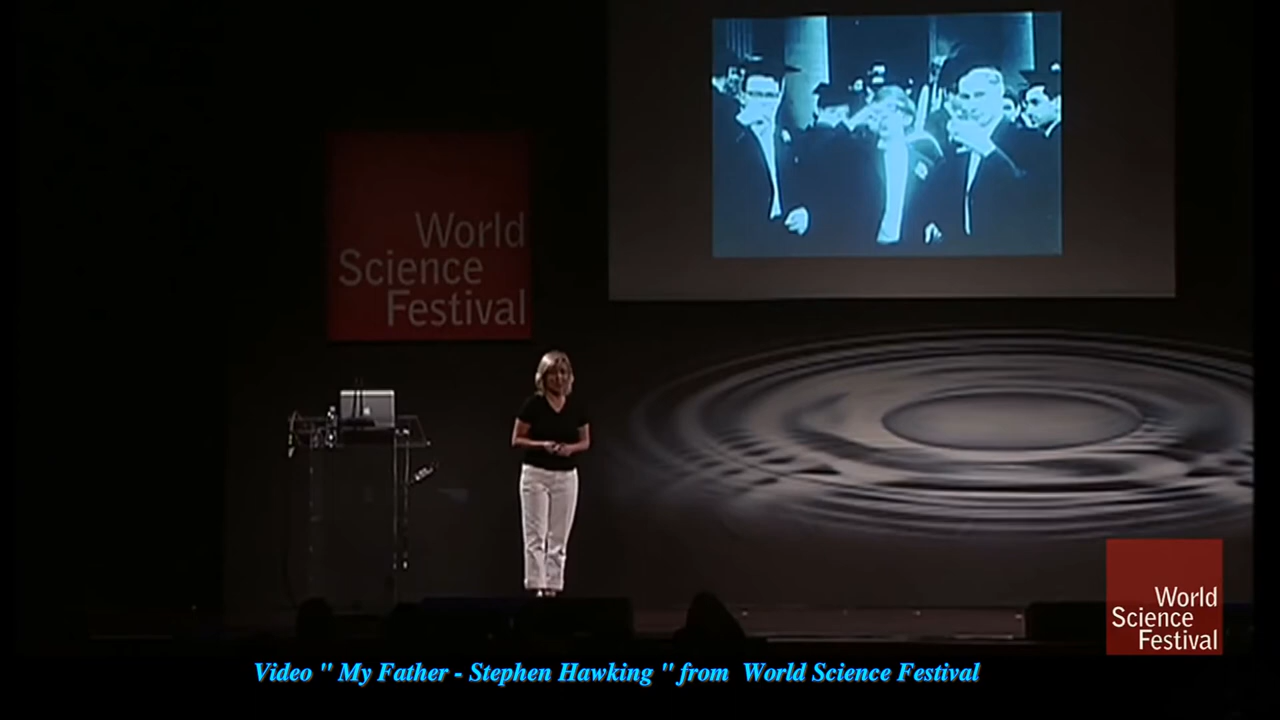 World
Science
Festival
World
Science
Festival
Video " My Father - Stephen Hawking " from World Science Festival